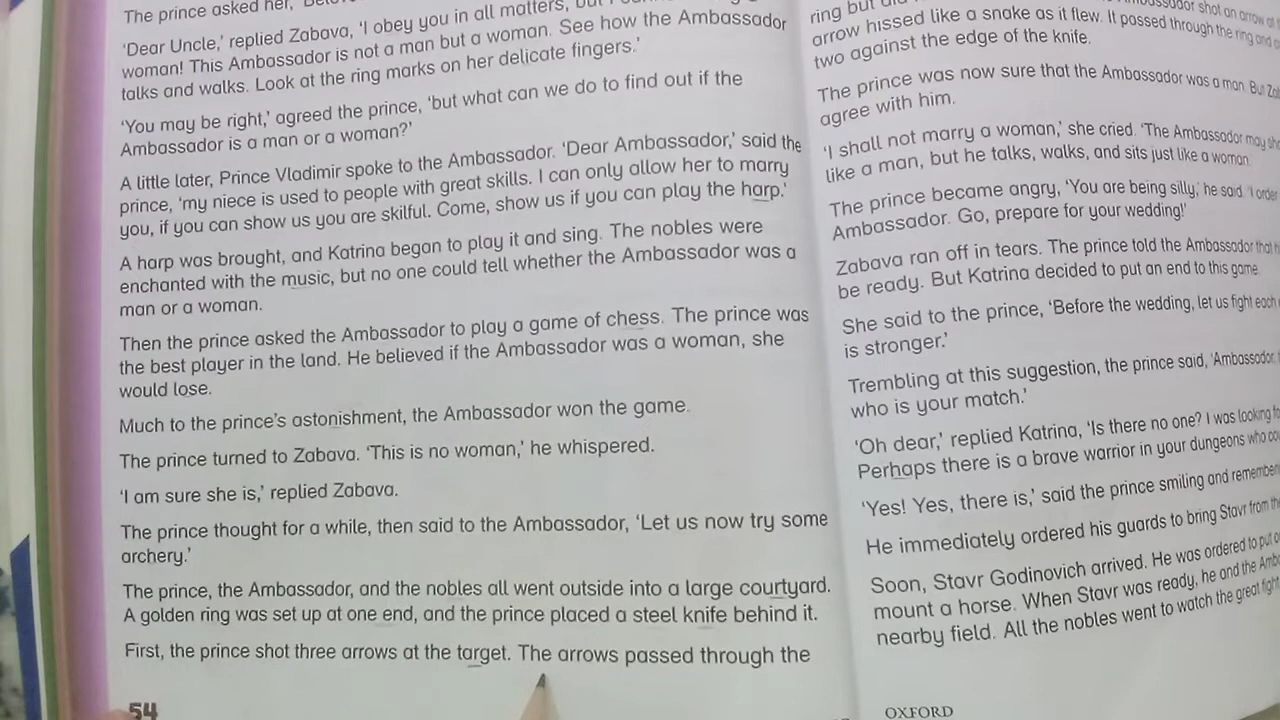 The prince asked her,
'Dear Uncle,' replied Zabava, 'I obey you in all matters, but
woman! This Ambassador is not a man but a woman. See how the Ambassador
talks and walks. Look at the ring marks on her delicate fingers.'
'You may be right,' agreed the prince, 'but what can we do to find out if the
Ambassador is a man or a woman?'
A little later, Prince Vladimir spoke to the Ambassador. 'Dear Ambassador,' said the
prince, 'my niece is used to people with great skills. I can only allow her to marry
you, if you can show us you are skilful. Come, show us if you can play the harp.'
A harp was brought, and Katrina began to play it and sing. The nobles were
enchanted with the music, but no one could tell whether the Ambassador was a
man or a woman.
Then the prince asked the Ambassador to play a game of chess. The prince was
the best player in the land. He believed if the Ambassador was a woman, she
would lose.
Much to the prince's astonishment, the Ambassador won the game.
The prince turned to Zabava. 'This is no woman,' he whispered.
'I am sure she is,' replied Zabava.
The prince thought for a while, then said to the Ambassador, 'Let us now try some
archery.'
The prince, the Ambassador, and the nobles all went outside into a large courtyard.
A golden ring was set up at one end, and the prince placed a steel knife behind it.
First, the prince shot three arrows at the target. The arrows passed through the
54
ring but Ambassador shot an arrow
arrow hissed like a snake as it flew. It passed through the ring and
two against the edge of the knife.
The prince was now sure that the Ambassador was a man. But
agree with him.
'I shall not marry a woman,' she cried. 'The Ambassador may
like a man, but he talks, walks, and sits just like a woman.
The prince became angry, 'You are being silly,' he said. 'I order
Ambassador. Go, prepare for your wedding!'
Zabava ran off in tears. The prince told the Ambassador that
be ready. But Katrina decided to put an end to this game.
She said to the prince, 'Before the wedding, let us fight each
is stronger.'
Trembling at this suggestion, the prince said, 'Ambassador,
who is your match.'
'Oh dear,' replied Katrina, 'Is there no one? I was looking
Perhaps there is a brave warrior in your dungeons who
'Yes! Yes, there is,' said the prince smiling and
He immediately ordered his guards to bring Stavr from
Soon, Stavr Godinovich arrived. He was ordered to put
mount a horse. When Stavr was ready, he and the
nearby field. All the nobles went to watch the great
OXFORD